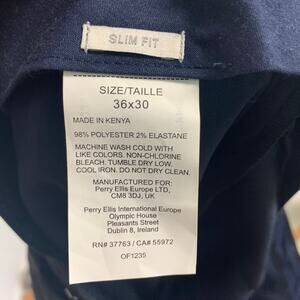 SLIM FIT
SIZE/TAILLE
36x30
MADE IN KENYA
98% POLYESTER 2% ELASTANE
MACHINE WASH COLD WITH
LIKE COLORS. NON-CHLORINE
BLEACH. TUMBLE DRY LOW.
COOL IRON. DO NOT DRY CLEAN.
MANUFACTURED FOR:
Perry Ellis Europe LTD,
CM8 3DJ, UK
Perry Ellis International Europe
Olympic House
Pleasants Street
Dublin 8, Ireland
RN# 37763 / CA# 55972
OF1235